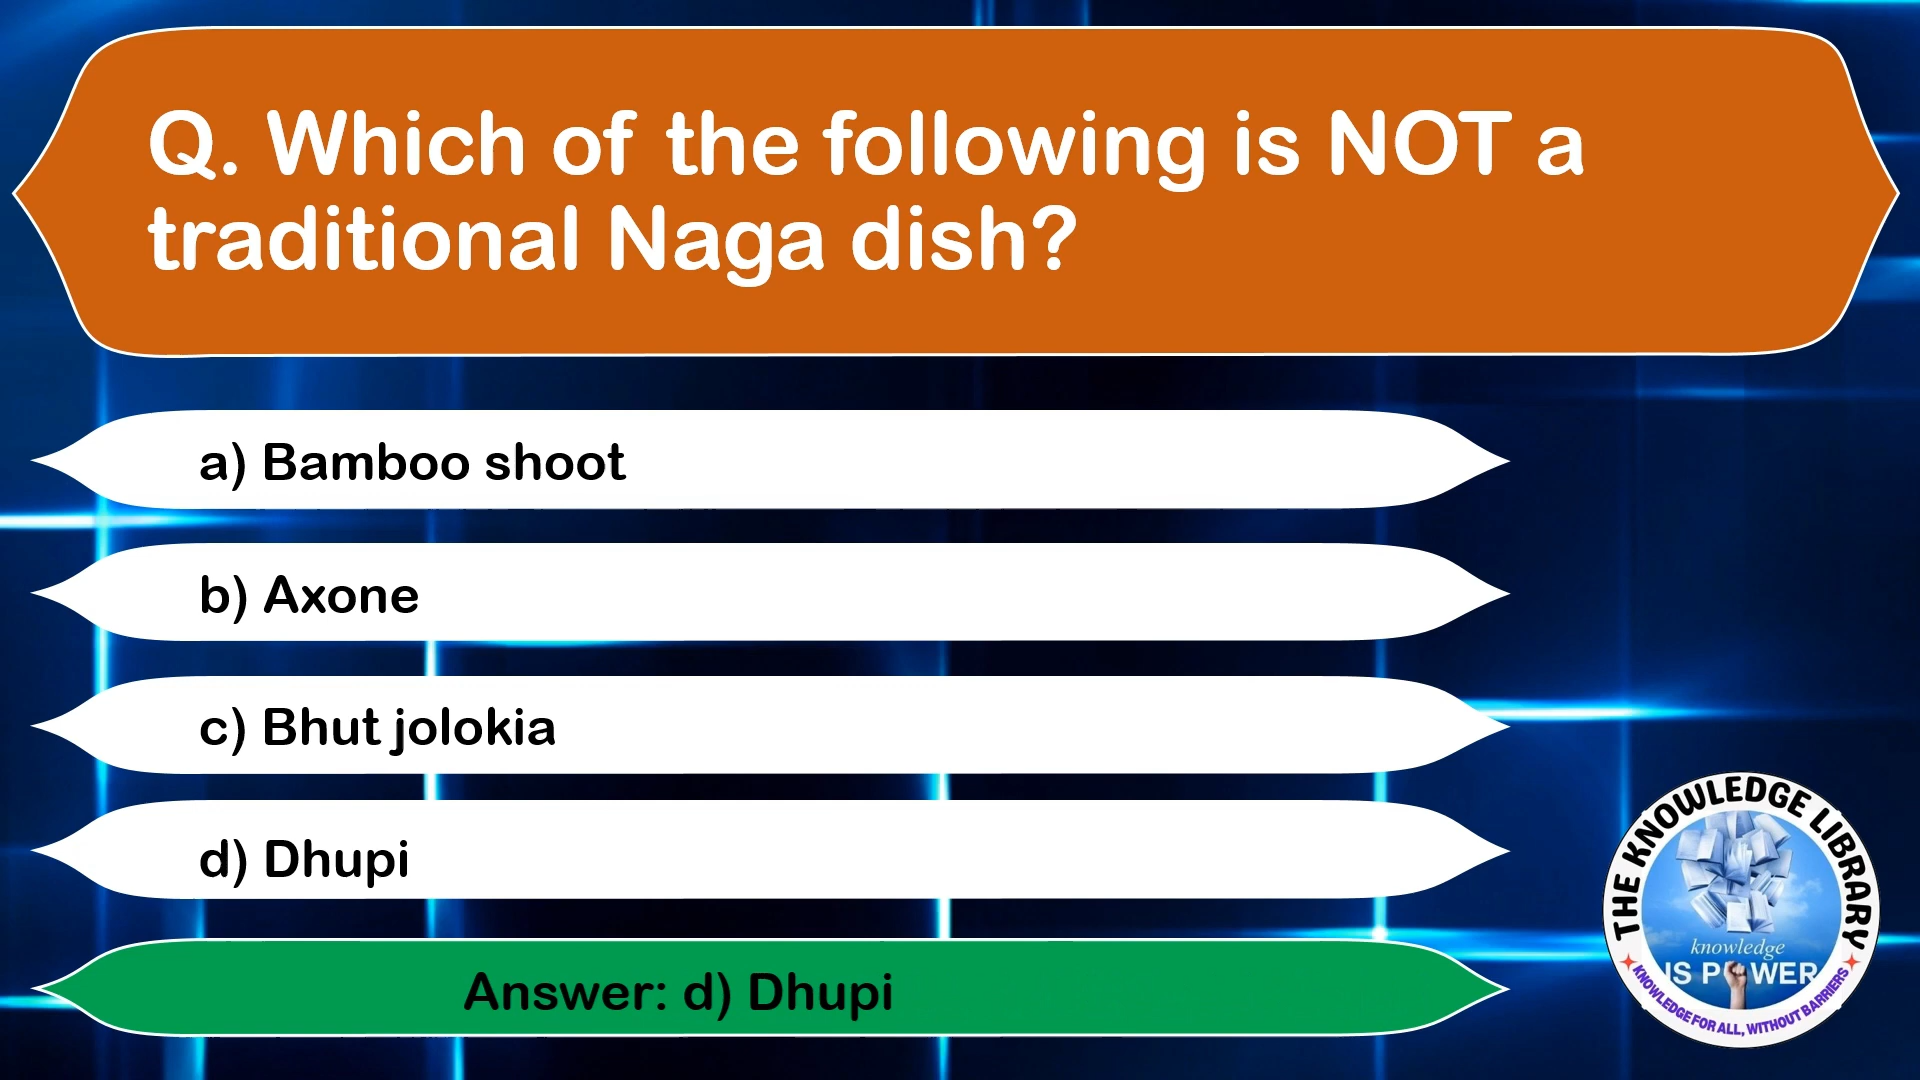 Q. Which of the following is NOT a
traditional Naga dish?
a) Bamboo shoot
b) Axone
c) Bhut jolokia
d) Dhupi
Answer: d) Dhupi
THE KNOWLEDGE LIBRARY
knowledge
IS POWER
KNOWLEDGE FOR ALL, WITHOUT BARRIERS